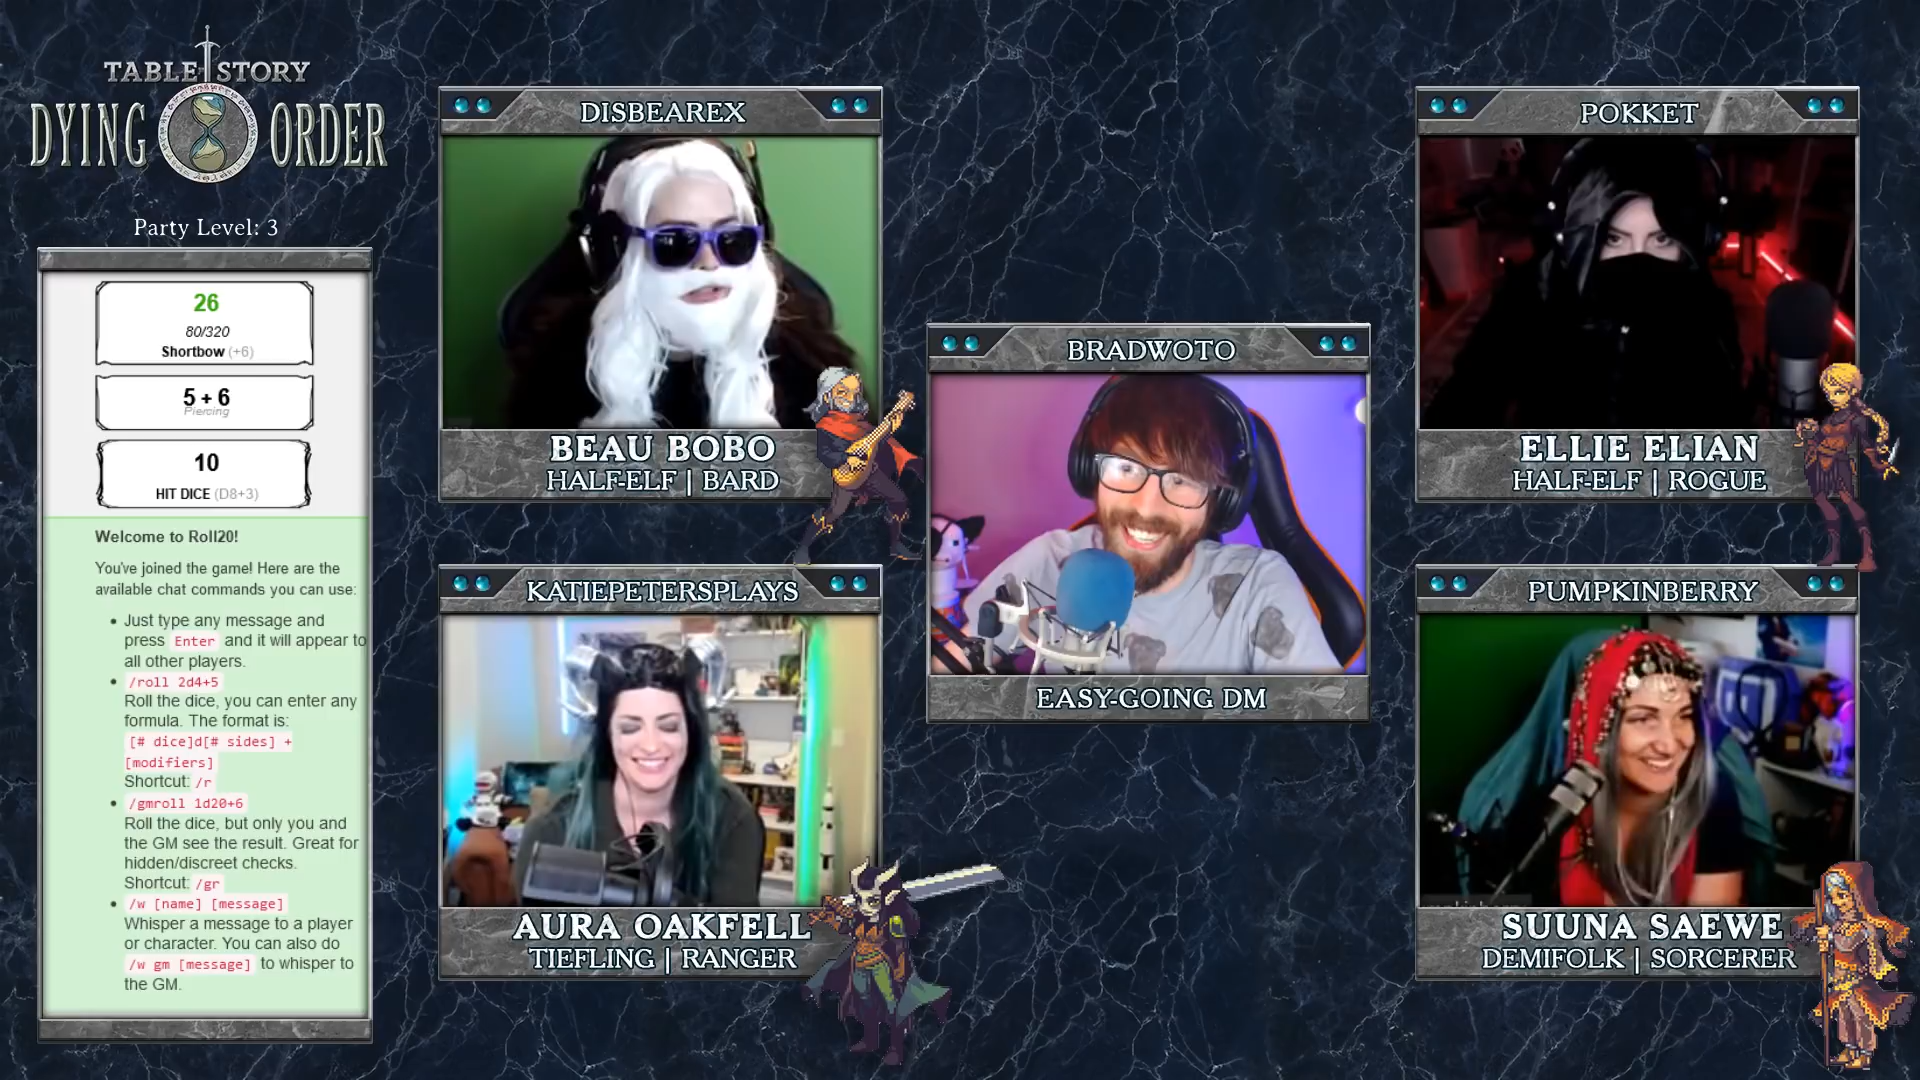 TABLE STORY
DYING ORDER
Party Level: 3
26
80/320
Shortbow (+6)
5 + 6
Piercing
10
HIT DICE (D8+3)
Welcome to Roll20!
You've joined the game! Here are the
available chat commands you can use:
• Just type any message and
press Enter and it will appear to
all other players.
• /roll 2d4+5
Roll the dice, you can enter any
formula. The format is:
[# dice]d[# sides] +
[modifiers]
Shortcut: /r
• /gmroll 1d20+6
Roll the dice, but only you and
the GM see the result. Great for
hidden/discreet checks.
Shortcut: /gr
• /w [name] [message]
Whisper a message to a player
or character. You can also do
/w gm [message] to whisper to
the GM.
DISBEAREX
BEAU BOBO
HALF-ELF | BARD
KATIEPETERSPLAYS
AURA OAKFELL
TIEFLING | RANGER
BRADWOTO
EASY-GOING DM
POKKET
ELLIE ELIAN
HALF-ELF | ROGUE
PUMPKINBERRY
SUUNA SAEWE
DEMIFOLK | SORCERER